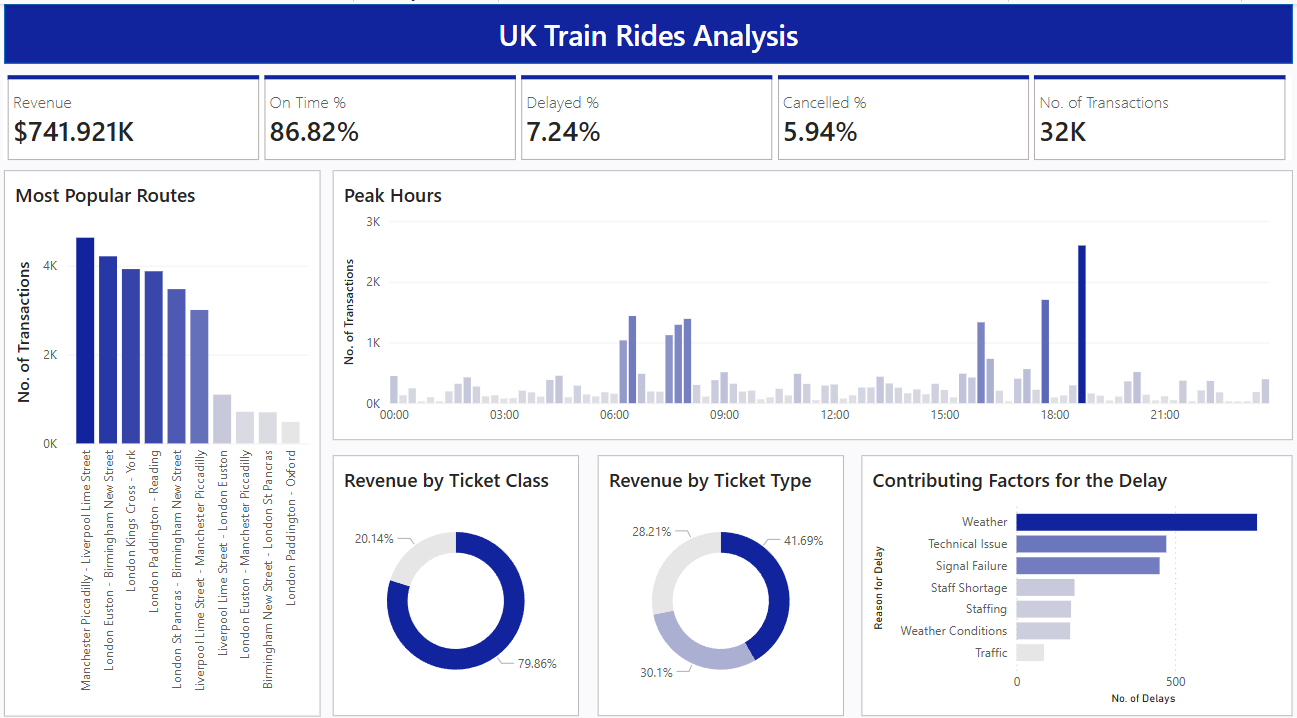 UK Train Rides Analysis
Revenue
$741.921K
On Time %
86.82%
Delayed %
7.24%
Cancelled %
5.94%
No. of Transactions
32K
Most Popular Routes
No. of Transactions
4K
2K
0K
Manchester Piccadilly - Liverpool Lime Street
London Euston - Birmingham New Street
London Kings Cross - York
London Paddington - Reading
London St Pancras - Birmingham New Street
Liverpool Lime Street - Manchester Piccadilly
Liverpool Lime Street - London Euston
London Euston - Manchester Piccadilly
Birmingham New Street - London St Pancras
London Paddington - Oxford
Peak Hours
No. of Transactions
3K
2K
1K
0K
00:00
03:00
06:00
09:00
12:00
15:00
18:00
21:00
Revenue by Ticket Class
20.14%
79.86%
Revenue by Ticket Type
28.21%
41.69%
30.1%
Contributing Factors for the Delay
Reason for Delay
Weather
Technical Issue
Signal Failure
Staff Shortage
Staffing
Weather Conditions
Traffic
0
500
No. of Delays